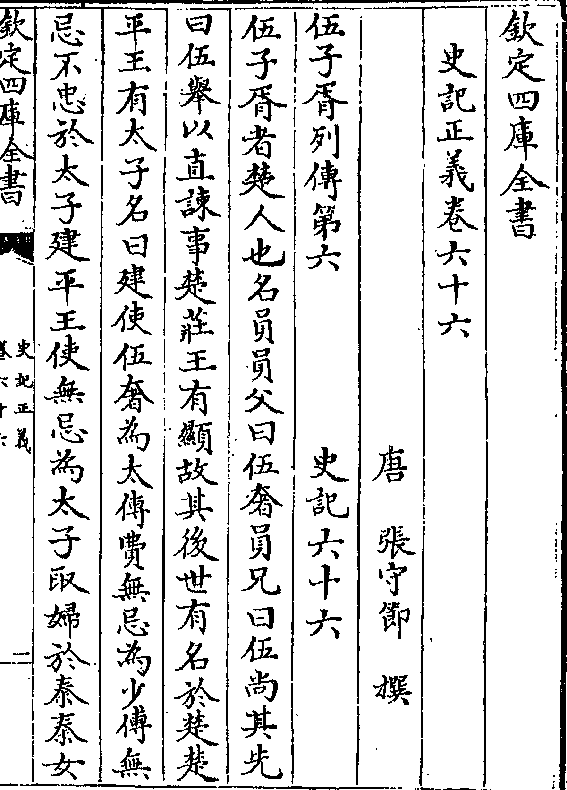 欽定四庫全書
史記正義卷六十六
唐 張守節 撰
伍子胥列傳第六 史記六十六
伍子胥者楚人也名員員父曰伍奢員兄曰伍尚其先
曰伍舉以直諫事楚莊王有顯故其後世有名於楚楚
平王有太子名曰建使伍奢為太傅費無忌為少傅無
忌不忠於太子建平王使無忌為太子取婦於秦秦女
欽定四庫全書 史記正義 卷六十六 二